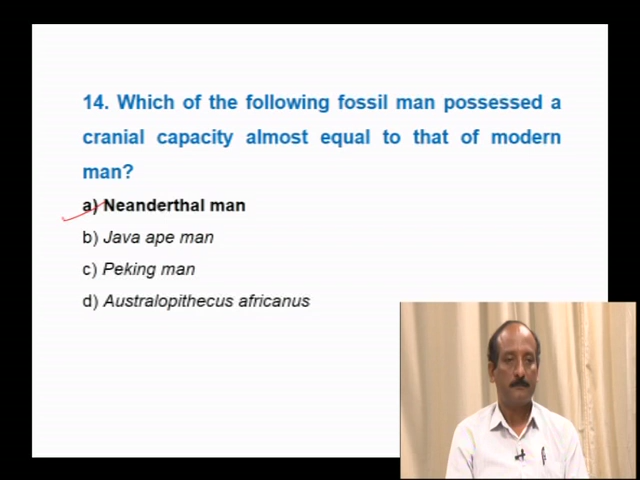 14. Which of the following fossil man possessed a
cranial capacity almost equal to that of modern
man?
a) Neanderthal man
b) Java ape man
c) Peking man
d) Australopithecus africanus